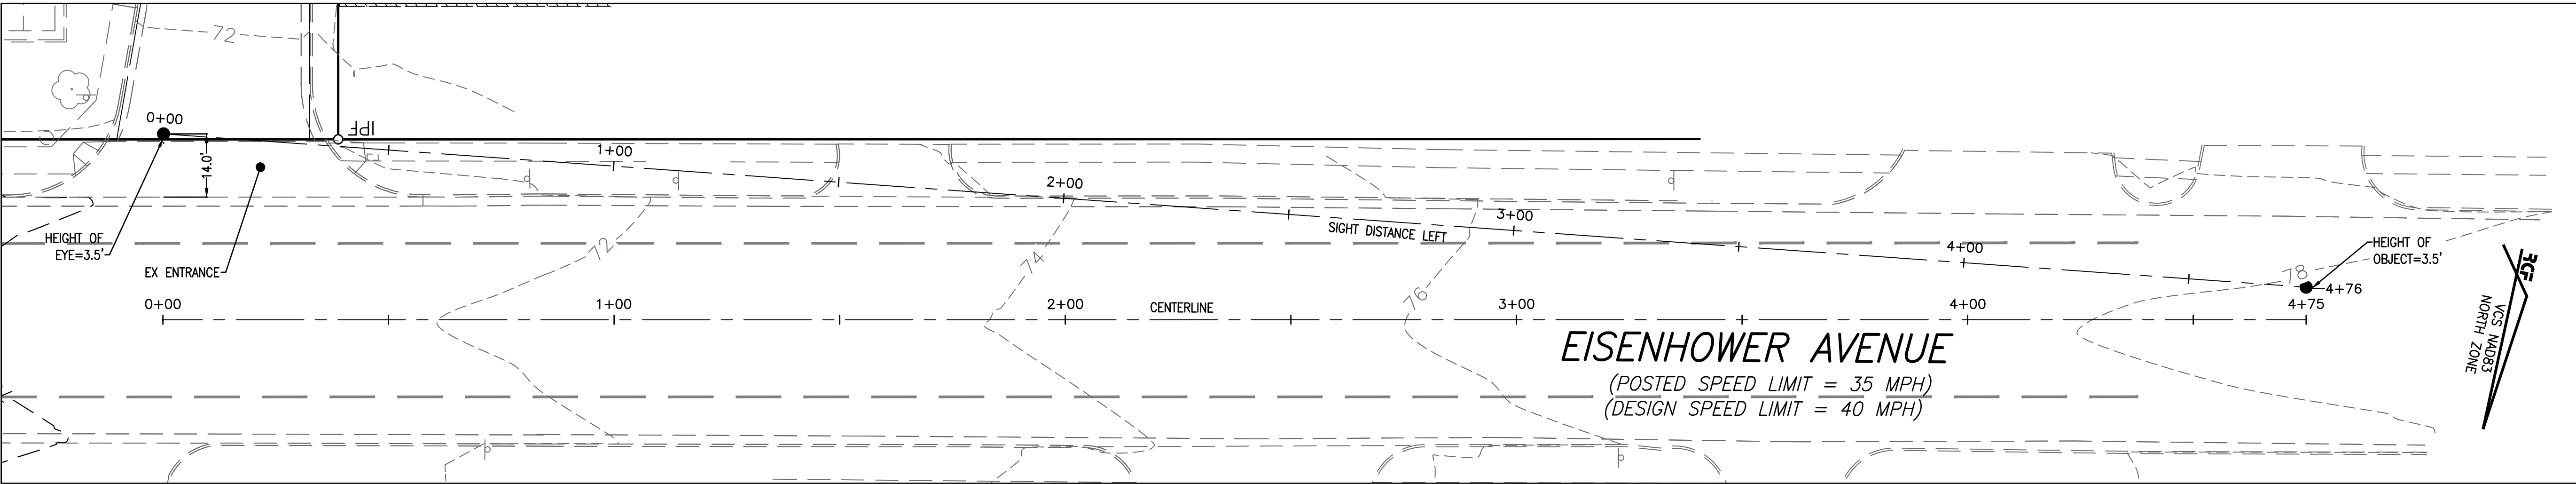 72
0+00
IPF
14.0'
1+00
2+00
3+00
SIGHT DISTANCE LEFT
4+00
HEIGHT OF
EYE=3.5'
EX ENTRANCE
72
74
76
78
HEIGHT OF
OBJECT=3.5'
4+76
0+00
1+00
2+00
CENTERLINE
3+00
4+00
4+75
EISENHOWER AVENUE
(POSTED SPEED LIMIT = 35 MPH)
(DESIGN SPEED LIMIT = 40 MPH)
RGF
VCS NAD83
NORTH ZONE